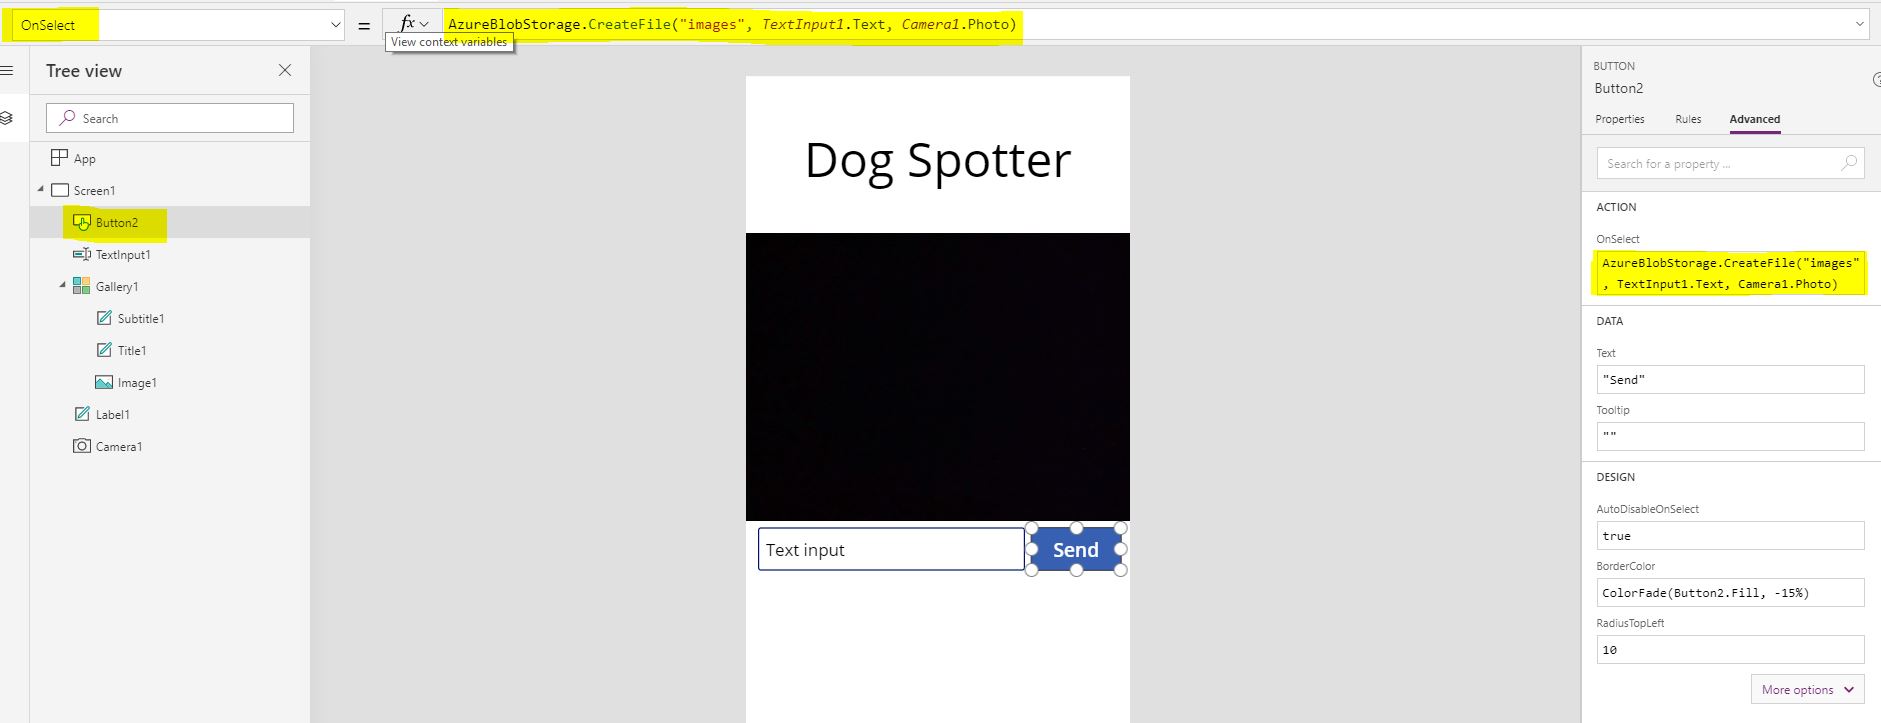 OnSelect
=
fx
AzureBlobStorage.CreateFile("images", TextInput1.Text, Camera1.Photo)
View context variables
Tree view
Search
App
Screen1
Button2
TextInput1
Gallery1
Subtitle1
Title1
Image1
Label1
Camera1
Dog Spotter
Text input
Send
BUTTON
Button2
?
Properties
Rules
Advanced
Search for a property ...
ACTION
OnSelect
AzureBlobStorage.CreateFile("images"
, TextInput1.Text, Camera1.Photo)
DATA
Text
"Send"
Tooltip
""
DESIGN
AutoDisableOnSelect
true
BorderColor
ColorFade(Button2.Fill, -15%)
RadiusTopLeft
10
More options